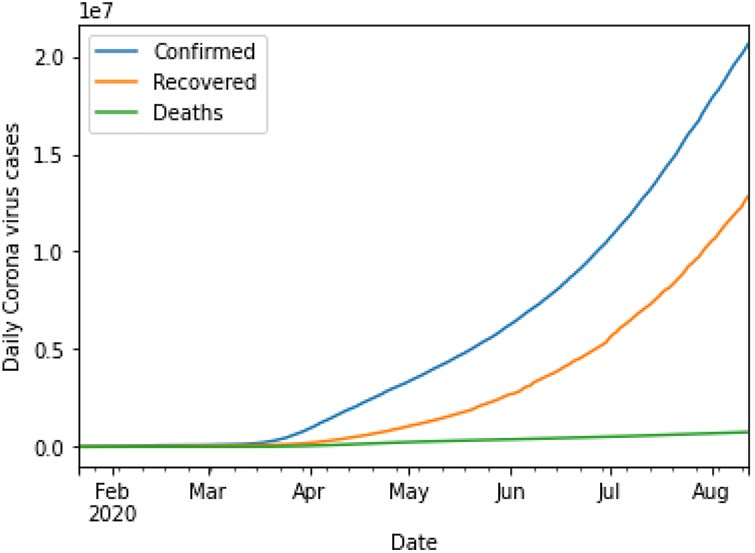 1e7
Confirmed
Recovered
Deaths
2.0
1.5
1.0
0.5
0.0
Daily Corona virus cases
Feb Mar Apr May Jun Jul Aug
2020
Date